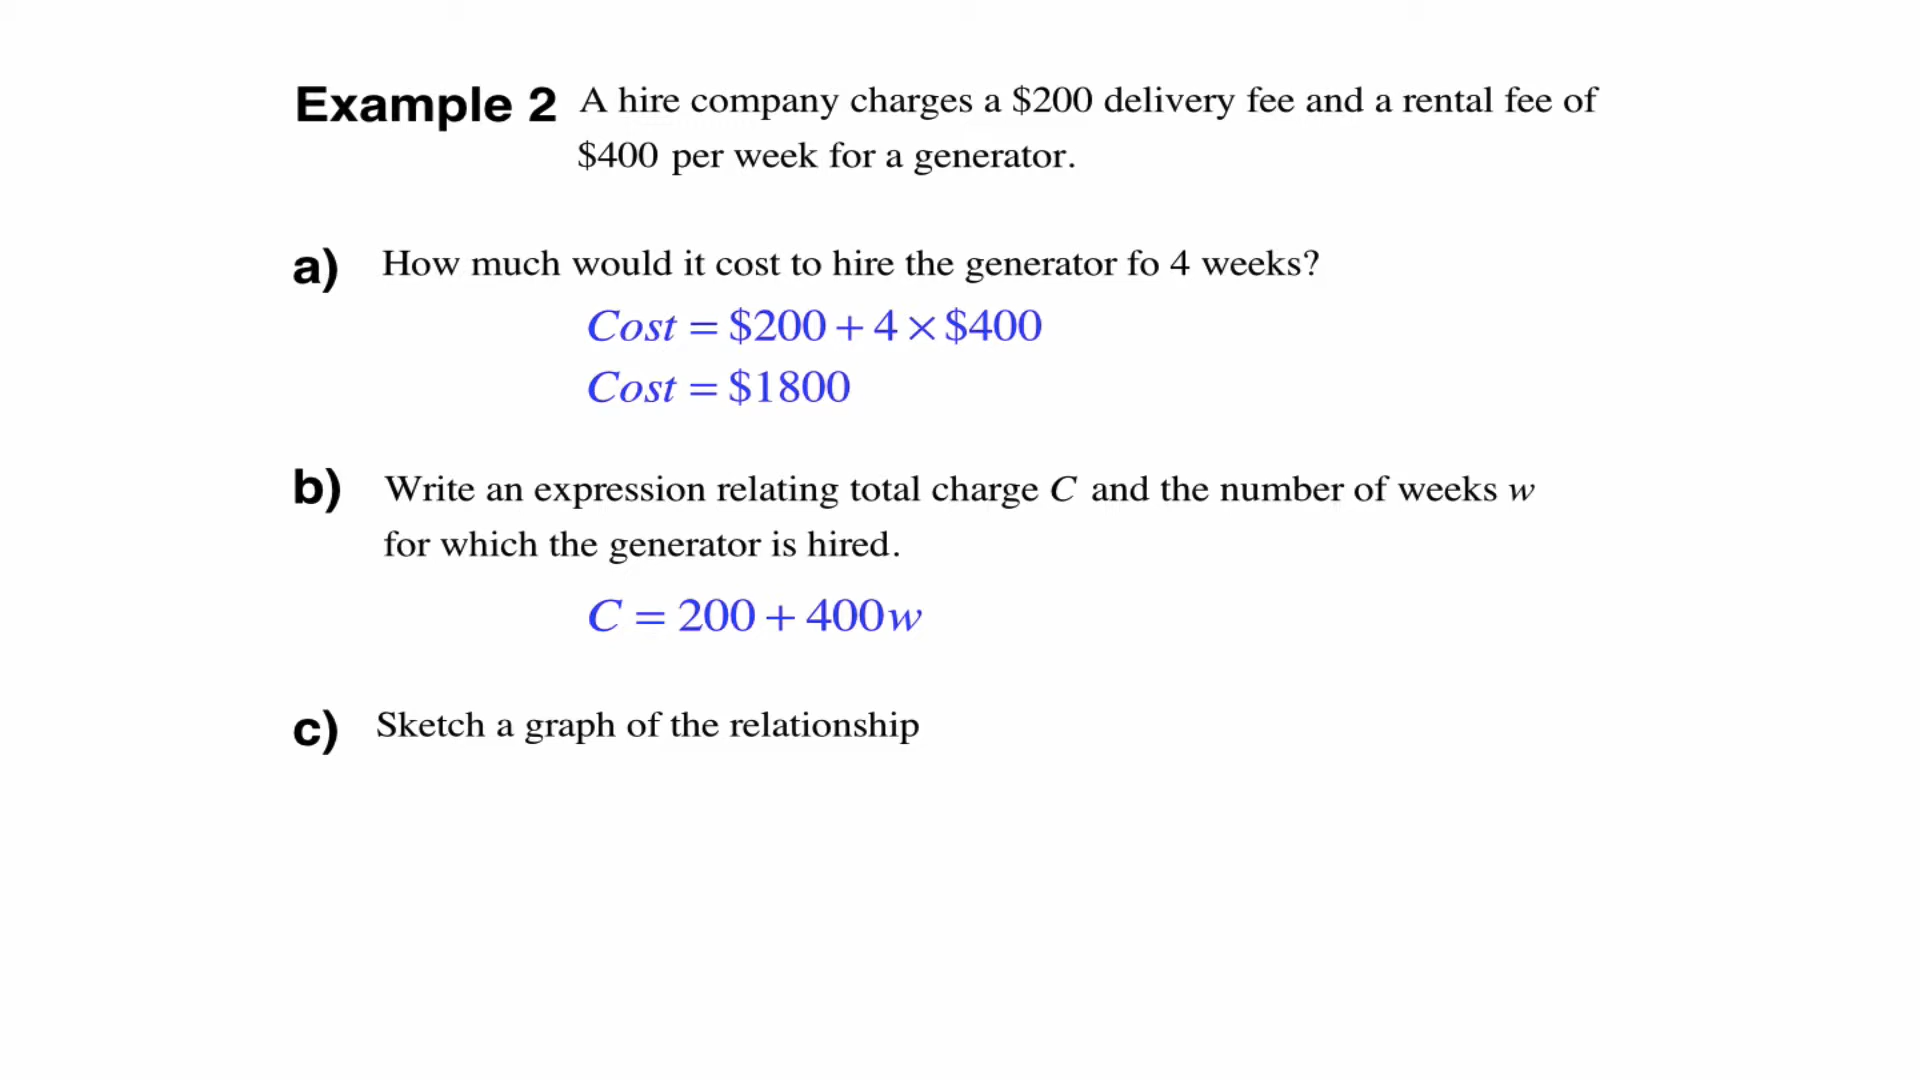 Example 2 A hire company charges a $200 delivery fee and a rental fee of
$400 per week for a generator.
a) How much would it cost to hire the generator fo 4 weeks?
Cost = $200 + 4 × $400
Cost = $1800
b) Write an expression relating total charge C and the number of weeks w
for which the generator is hired.
C = 200 + 400w
c) Sketch a graph of the relationship